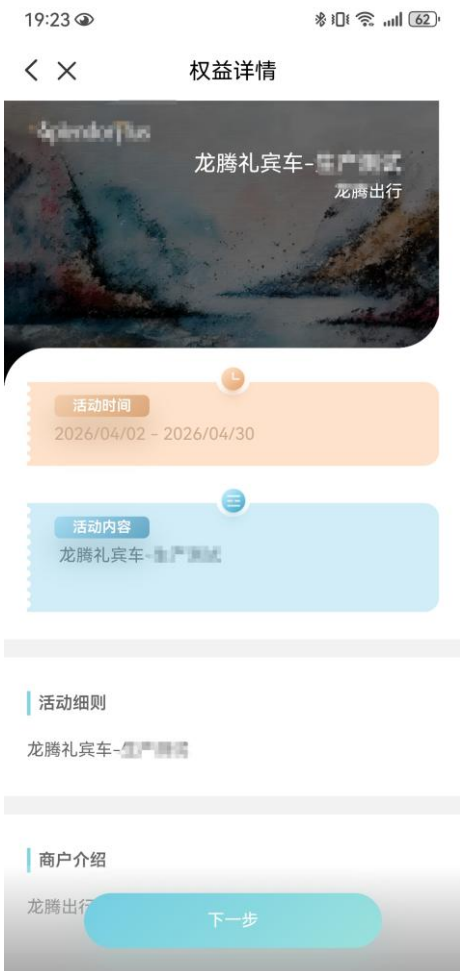 19:23
62
权益详情
龙腾礼宾车-
龙腾出行
活动时间
2026/04/02 - 2026/04/30
活动内容
龙腾礼宾车-
活动细则
龙腾礼宾车-
商户介绍
龙腾出行
下一步